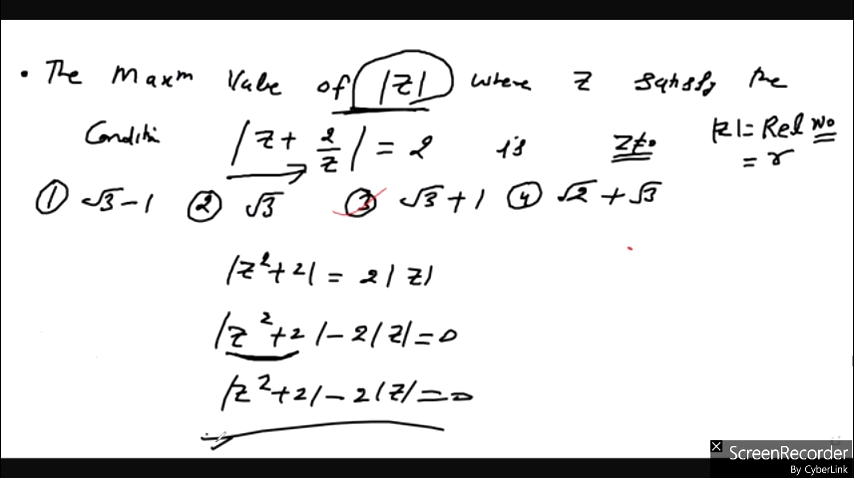 • The Maxm Value of |Z| where Z satisfy the
Condition |Z + 2/Z| = 2 is Z≠0 |Z| = Real No
= r
① √3 - 1 ② √3 ③ √3 + 1 ④ √2 + √3
|Z² + 2| = 2|Z|
|Z² + 2| - 2|Z| = 0
|Z² + 2| - 2|Z| = 0
ScreenRecorder
By CyberLink